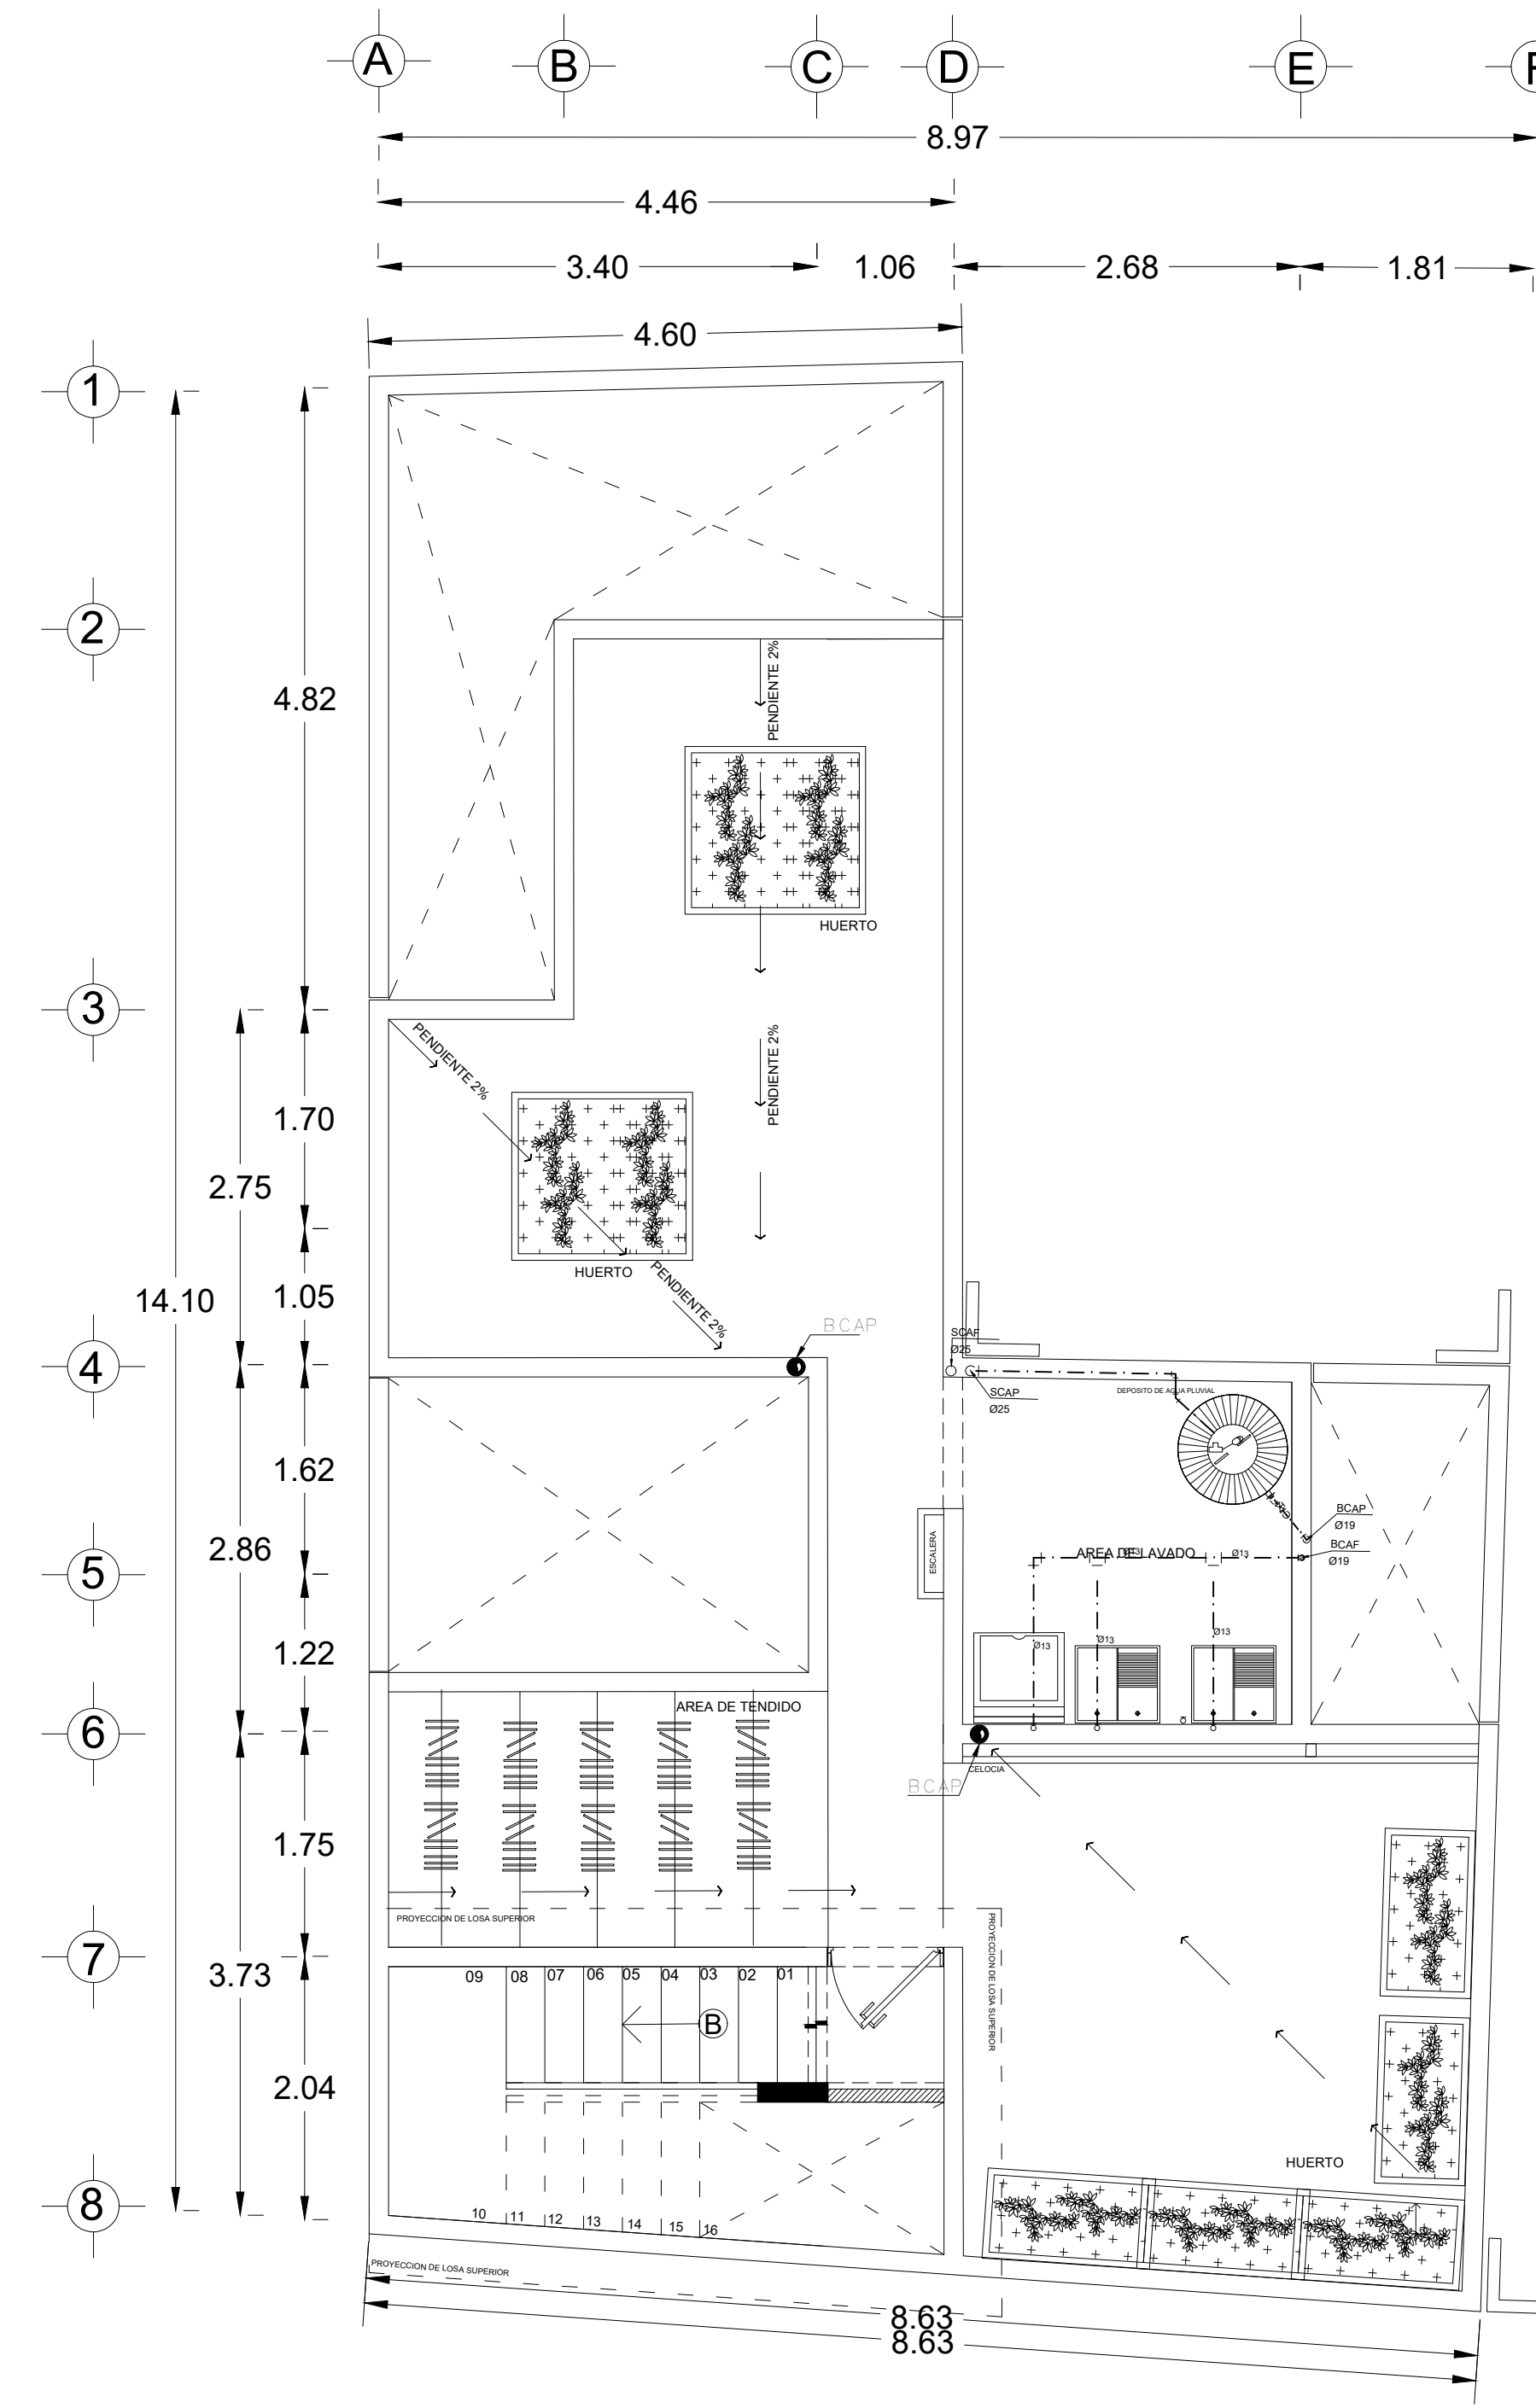 A
B
C
D
E
8.97
4.46
3.40
1.06
2.68
1.81
4.60
1
2
4.82
PENDIENTE 2%
HUERTO
3
PENDIENTE 2%
PENDIENTE 2%
1.70
2.75
HUERTO
PENDIENTE 2%
14.10
1.05
BCAP
SCAF
Ø25
4
SCAP
Ø25
DEPOSITO DE AGUA PLUVIAL
1.62
2.86
ESCALERA
BCAP
Ø19
BCAF
Ø19
AREA DE LAVADO
Ø13
Ø13
5
1.22
Ø13
Ø13
Ø13
AREA DE TENDIDO
6
CELOCIA
BCAP
1.75
PROYECCION DE LOSA SUPERIOR
PROYECCION DE LOSA SUPERIOR
7
3.73
09
08
07
06
05
04
03
02
01
B
2.04
HUERTO
8
10
11
12
13
14
15
16
PROYECCION DE LOSA SUPERIOR
8.63
8.63